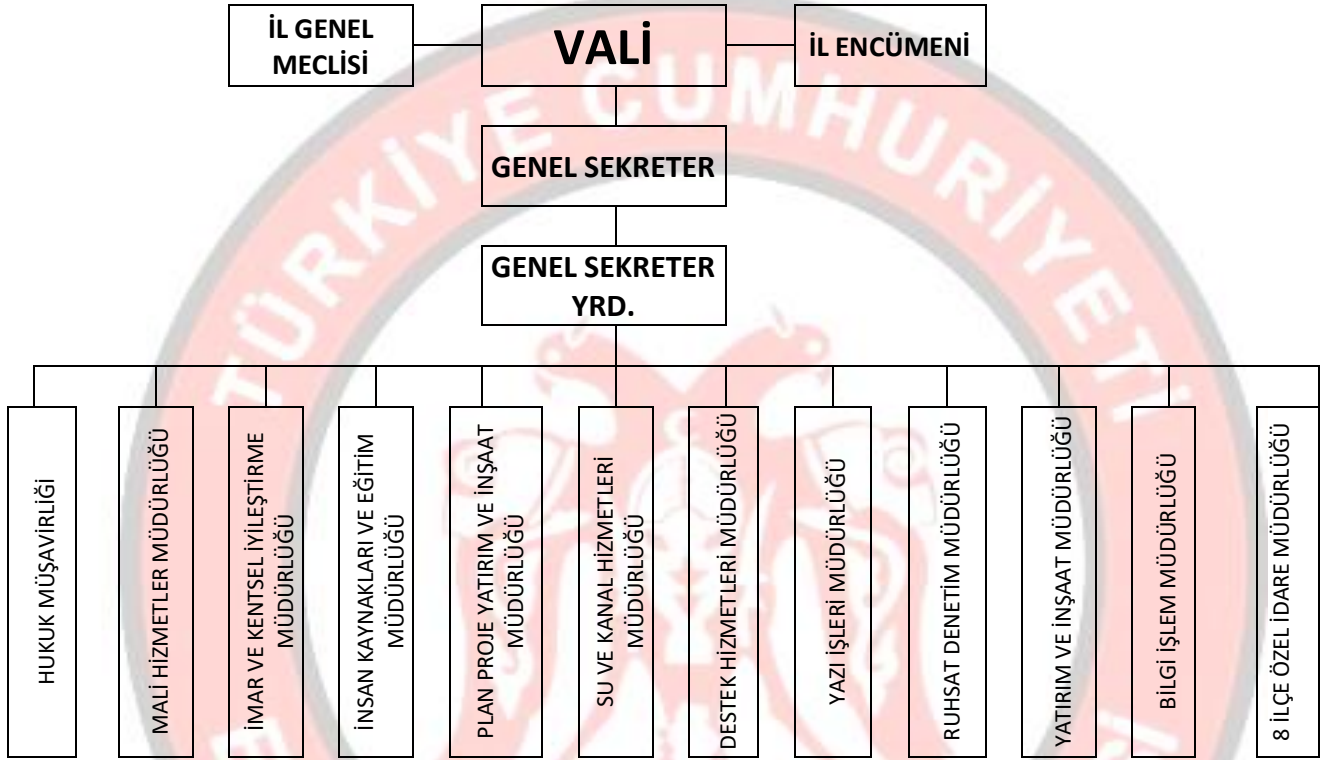 İL GENEL
MECLİSİ
VALİ
İL ENCÜMENİ
GENEL SEKRETER
GENEL SEKRETER
YRD.
HUKUK MÜŞAVİRLİĞİ
MALİ HİZMETLER MÜDÜRLÜĞÜ
İMAR VE KENTSEL İYİLEŞTİRME
MÜDÜRLÜĞÜ
İNSAN KAYNAKLARI VE EĞİTİM
MÜDÜRLÜĞÜ
PLAN PROJE YATIRIM VE İNŞAAT
MÜDÜRLÜĞÜ
SU VE KANAL HİZMETLERİ
MÜDÜRLÜĞÜ
DESTEK HİZMETLERİ MÜDÜRLÜĞÜ
YAZI İŞLERİ MÜDÜRLÜĞÜ
RUHSAT DENETİM MÜDÜRLÜĞÜ
YATIRIM VE İNŞAAT MÜDÜRLÜĞÜ
BİLGİ İŞLEM MÜDÜRLÜĞÜ
8 İLÇE ÖZEL İDARE MÜDÜRLÜĞÜ
TÜRKİYE CUMHURİYETİ